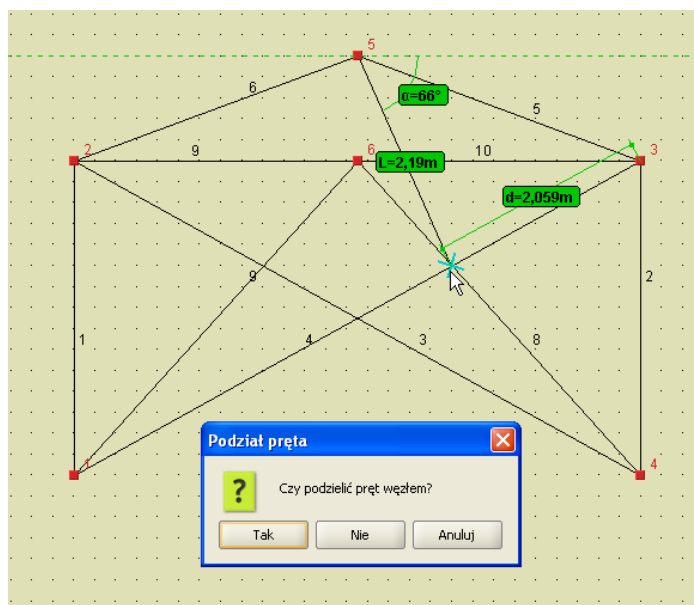 5
α=66°
6
5
2
9
6
L=2,19m
10
3
d=2,059m
9
2
1
4
3
8
1
4
Podział pręta
?
Czy podzielić pręt węzłem?
Tak
Nie
Anuluj